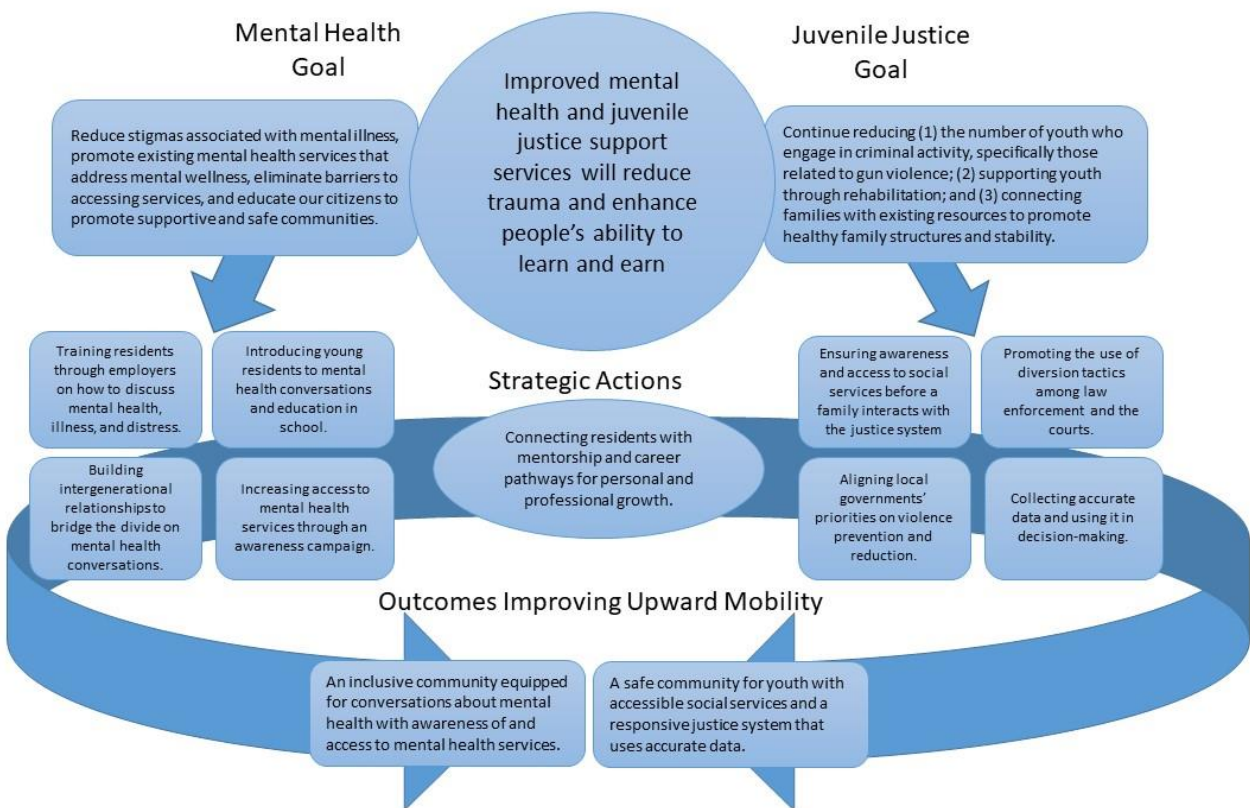 Mental Health
Goal
Reduce stigmas associated with mental illness,
promote existing mental health services that
address mental wellness, eliminate barriers to
accessing services, and educate our citizens to
promote supportive and safe communities.
Improved mental
health and juvenile
justice support
services will reduce
trauma and enhance
people's ability to
learn and earn
Juvenile Justice
Goal
Continue reducing (1) the number of youth who
engage in criminal activity, specifically those
related to gun violence; (2) supporting youth
through rehabilitation; and (3) connecting
families with existing resources to promote
healthy family structures and stability.
Training residents
through employers
on how to discuss
mental health,
illness, and distress.
Introducing young
residents to mental
health conversations
and education in
school.
Building
intergenerational
relationships to
bridge the divide on
mental health
conversations.
Increasing access to
mental health
services through an
awareness campaign.
Strategic Actions
Connecting residents with
mentorship and career
pathways for personal and
professional growth.
Ensuring awareness
and access to social
services before a
family interacts with
the justice system
Promoting the use of
diversion tactics
among law
enforcement and the
courts.
Aligning local
governments'
priorities on violence
prevention and
reduction.
Collecting accurate
data and using it in
decision-making.
Outcomes Improving Upward Mobility
An inclusive community equipped
for conversations about mental
health with awareness of and
access to mental health services.
A safe community for youth with
accessible social services and a
responsive justice system that
uses accurate data.